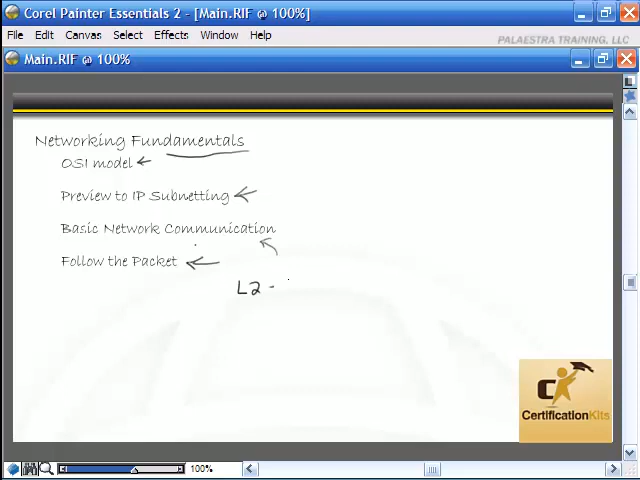 Corel Painter Essentials 2 - [Main.RIF @ 100%]
File Edit Canvas Select Effects Window Help
PALAESTRA TRAINING, LLC
Main.RIF @ 100%
Networking Fundamentals
OSI model
Preview to IP Subnetting
Basic Network Communication
Follow the Packet
L2 -
CK
CertificationKits
100%